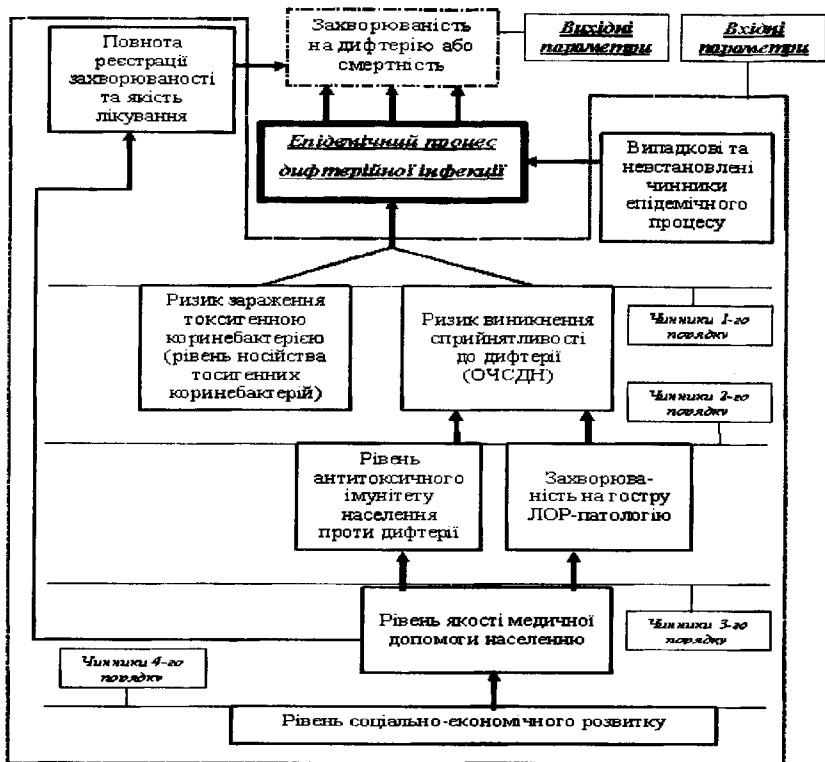 Захворюваність
на дифтерію або
смертність
Вихідні
параметри
Вхідні
параметри
Повнота
реєстрації
захворюваності
та якість
лікування
Епідемічний процес
дифтерійної інфекції
Випадкові та
невстановлені
чинники
епідемічного
процесу
Ризик зараження
токсигенною
коринебактерією
(рівень носійства
тосигенних
коринебактерій)
Ризик виникнення
сприйнятливості
до дифтерії
(ОЧСДН)
Чинники 1-го
порядку
Чинники 2-го
порядку
Рівень
антитоксичного
імунітету
населення
проти дифтерії
Захворюва-
ність на гостру
ЛОР-патологію
Рівень якості медичної
допомоги населенню
Чинники 3-го
порядку
Чинники 4-го
порядку
Рівень соціально-економічного розвитку